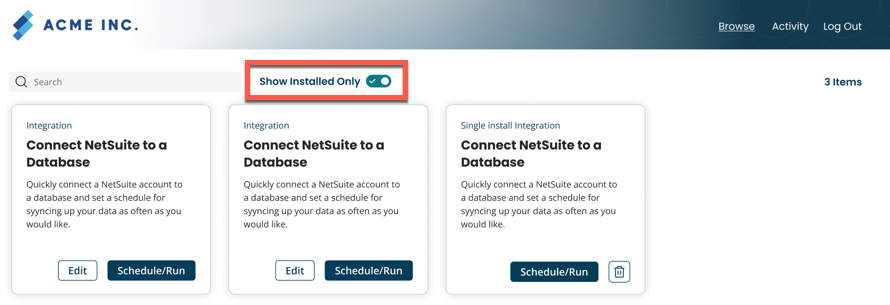 ACME INC.
Browse
Activity
Log Out
Search
Show Installed Only
3 Items
Integration
Connect NetSuite to a
Database
Quickly connect a NetSuite account to
a database and set a schedule for
syyncing up your data as often as you
would like.
Edit
Schedule/Run
Integration
Connect NetSuite to a
Database
Quickly connect a NetSuite account to
a database and set a schedule for
syyncing up your data as often as you
would like.
Edit
Schedule/Run
Single install Integration
Connect NetSuite to a
Database
Quickly connect a NetSuite account to
a database and set a schedule for
syyncing up your data as often as you
would like.
Schedule/Run